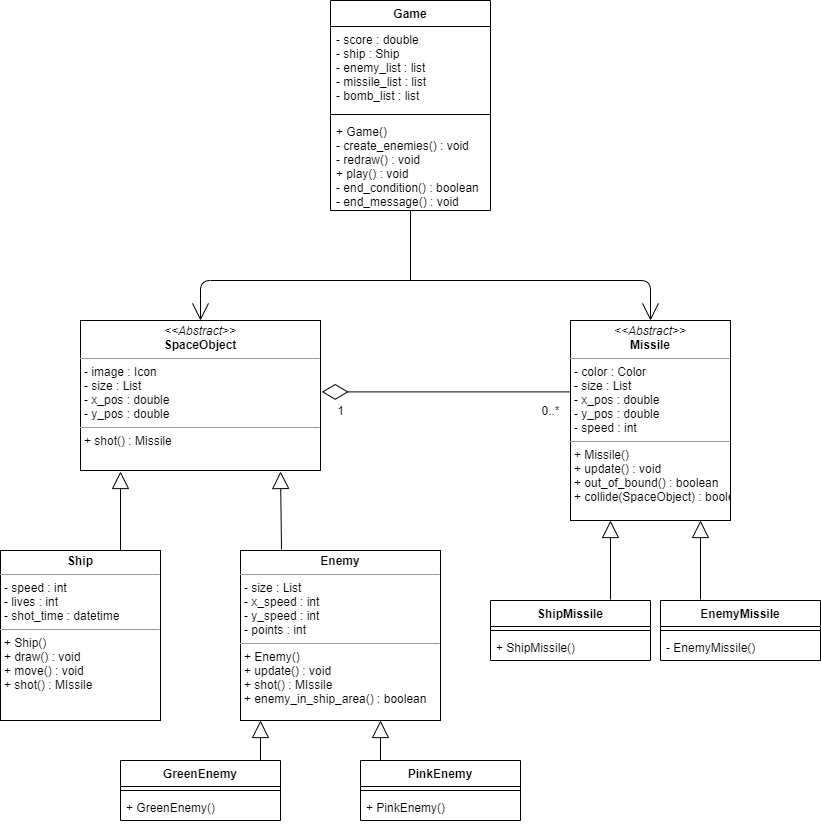 Game
- score : double
- ship : Ship
- enemy_list : list
- missile_list : list
- bomb_list : list
+ Game()
- create_enemies() : void
- redraw() : void
+ play() : void
- end_condition() : boolean
- end_message() : void
<<Abstract>>
SpaceObject
- image : Icon
- size : List
- x_pos : double
- y_pos : double
+ shot() : Missile
1
0..*
<<Abstract>>
Missile
- color : Color
- size : List
- x_pos : double
- y_pos : double
- speed : int
+ Missile()
+ update() : void
+ out_of_bound() : boolean
+ collide(SpaceObject) : boole
Ship
- speed : int
- lives : int
- shot_time : datetime
+ Ship()
+ draw() : void
+ move() : void
+ shot() : MIssile
Enemy
- size : List
- x_speed : int
- y_speed : int
- points : int
+ Enemy()
+ update() : void
+ shot() : MIssile
+ enemy_in_ship_area() : boolean
ShipMissile
+ ShipMissile()
EnemyMissile
- EnemyMissile()
GreenEnemy
+ GreenEnemy()
PinkEnemy
+ PinkEnemy()